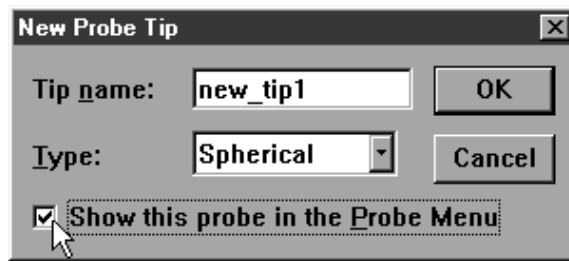 New Probe Tip
Tip name: new_tip1 OK
Type: Spherical Cancel
Show this probe in the Probe Menu